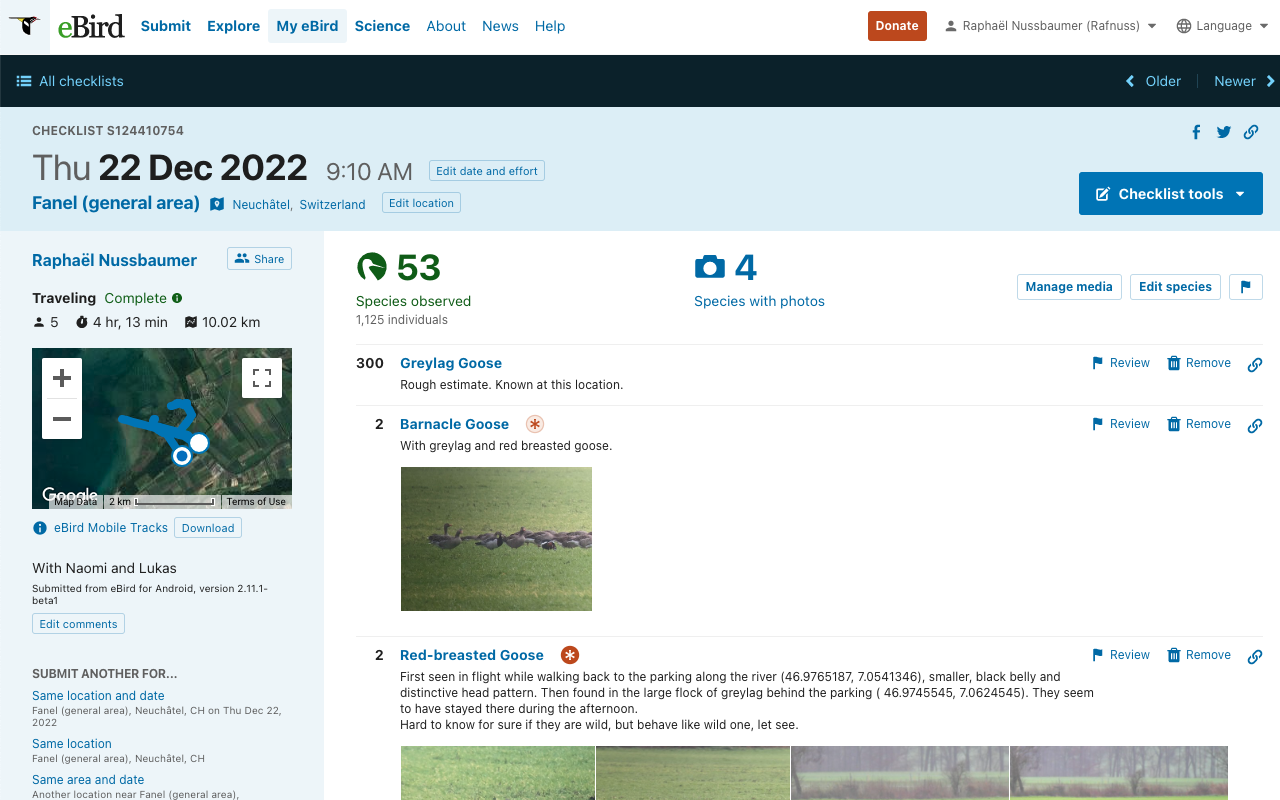 eBird Submit Explore My eBird Science About News Help Donate Raphaël Nussbaumer (Rafnuss) Language
All checklists Older Newer
CHECKLIST S124410754
Thu 22 Dec 2022 9:10 AM Edit date and effort
Fanel (general area) Neuchâtel, Switzerland Edit location
Checklist tools
Raphaël Nussbaumer Share
Traveling Complete
5 4 hr, 13 min 10.02 km
Google
Map Data 2 km Terms of Use
eBird Mobile Tracks Download
With Naomi and Lukas
Submitted from eBird for Android, version 2.11.1-
beta1
Edit comments
SUBMIT ANOTHER FOR...
Same location and date
Fanel (general area), Neuchâtel, CH on Thu Dec 22,
2022
Same location
Fanel (general area), Neuchâtel, CH
Same area and date
Another location near Fanel (general area),
53
Species observed
1,125 individuals
4
Species with photos
Manage media Edit species
300 Greylag Goose Review Remove
Rough estimate. Known at this location.
2 Barnacle Goose Review Remove
With greylag and red breasted goose.
2 Red-breasted Goose Review Remove
First seen in flight while walking back to the parking along the river (46.9765187, 7.0541346), smaller, black belly and
distinctive head pattern. Then found in the large flock of greylag behind the parking ( 46.9745545, 7.0624545). They seem
to have stayed there during the afternoon.
Hard to know for sure if they are wild, but behave like wild one, let see.